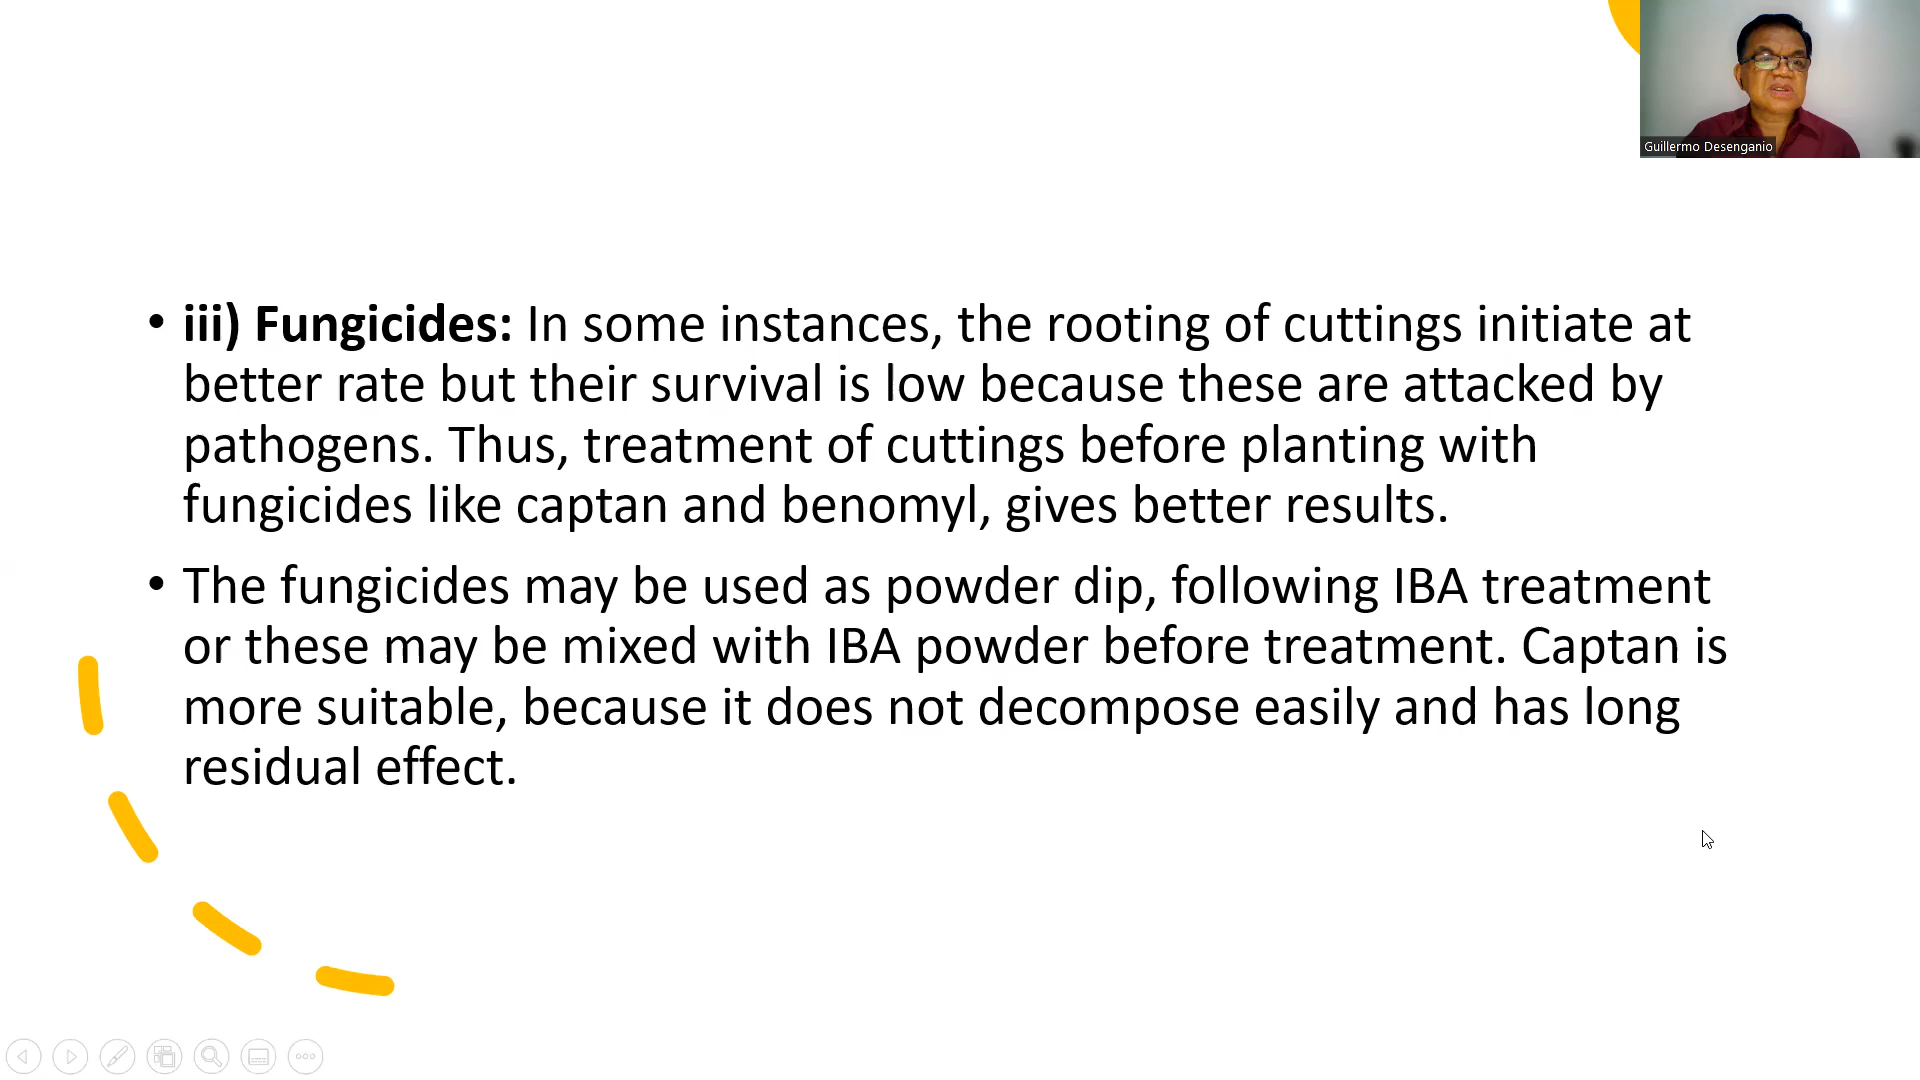 Guillermo Desenganio
• iii) Fungicides: In some instances, the rooting of cuttings initiate at
better rate but their survival is low because these are attacked by
pathogens. Thus, treatment of cuttings before planting with
fungicides like captan and benomyl, gives better results.
• The fungicides may be used as powder dip, following IBA treatment
or these may be mixed with IBA powder before treatment. Captan is
more suitable, because it does not decompose easily and has long
residual effect.